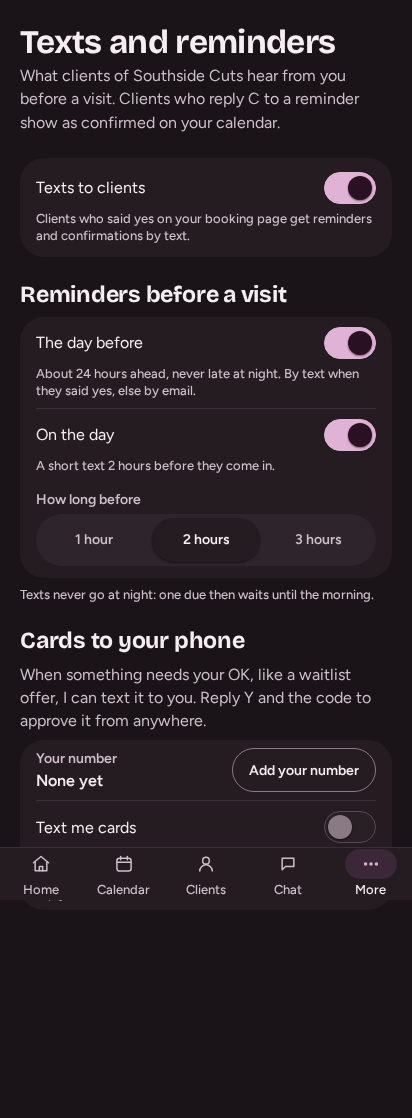 Texts and reminders
What clients of Southside Cuts hear from you
before a visit. Clients who reply C to a reminder
show as confirmed on your calendar.
Texts to clients
Clients who said yes on your booking page get reminders
and confirmations by text.
Reminders before a visit
The day before
About 24 hours ahead, never late at night. By text when
they said yes, else by email.
On the day
A short text 2 hours before they come in.
How long before
1 hour
2 hours
3 hours
Texts never go at night: one due then waits until the morning.
Cards to your phone
When something needs your OK, like a waitlist
offer, I can text it to you. Reply Y and the code to
approve it from anywhere.
Your number
None yet
Add your number
Text me cards
Home
Calendar
Clients
Chat
More